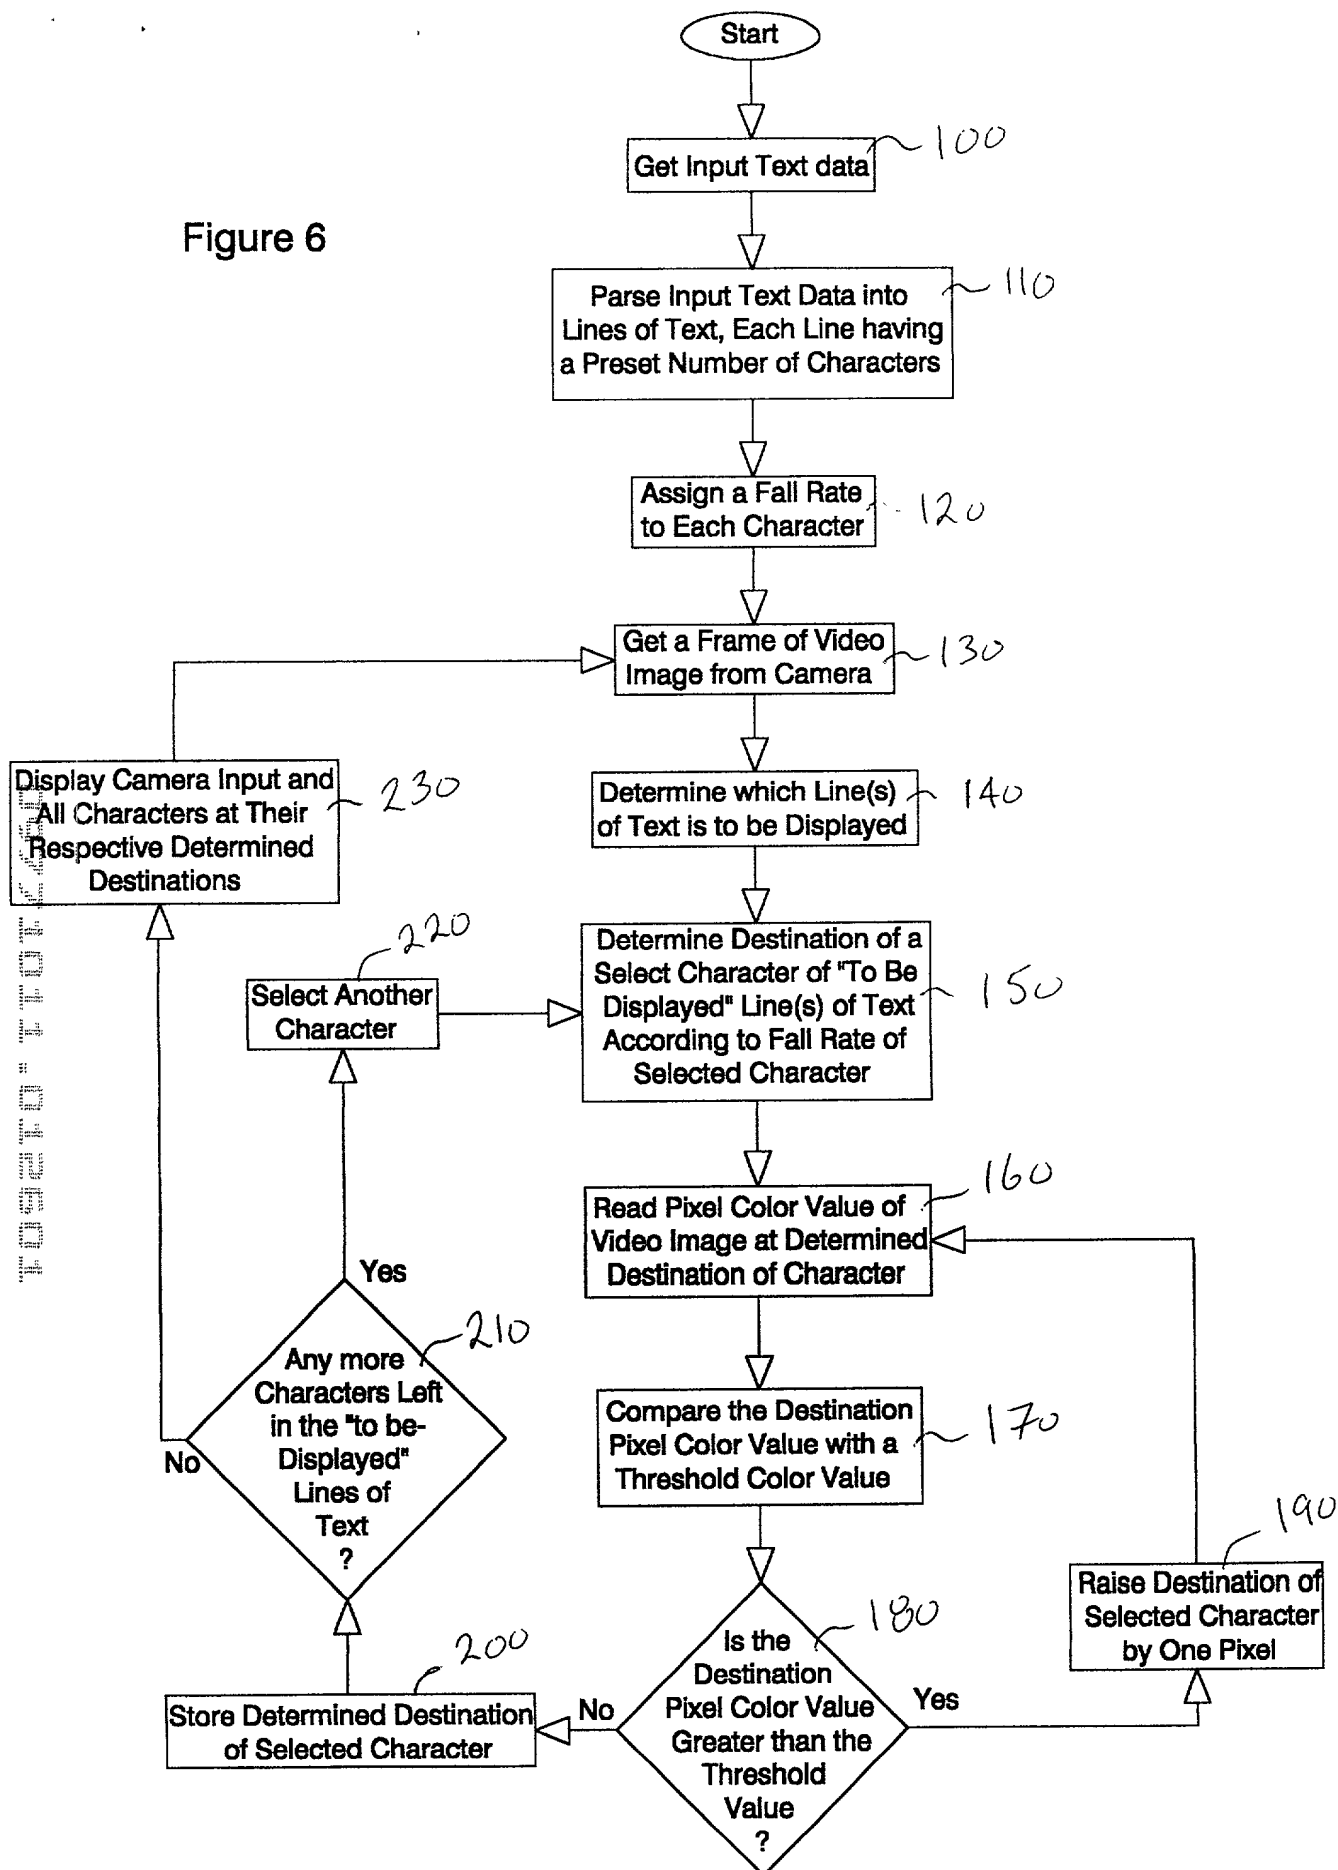 Start
Get Input Text data
100
Figure 6
Parse Input Text Data into
Lines of Text, Each Line having
a Preset Number of Characters
110
Assign a Fall Rate
to Each Character
120
Get a Frame of Video
Image from Camera
130
Display Camera Input and
All Characters at Their
Respective Determined
Destinations
230
Determine which Line(s)
of Text is to be Displayed
140
Select Another
Character
220
Determine Destination of a
Select Character of "To Be
Displayed" Line(s) of Text
According to Fall Rate of
Selected Character
150
Read Pixel Color Value of
Video Image at Determined
Destination of Character
160
Yes
Any more
Characters Left
in the "to be-
Displayed"
Lines of
Text
?
210
No
Compare the Destination
Pixel Color Value with a
Threshold Color Value
170
Raise Destination of
Selected Character
by One Pixel
190
Is the
Destination
Pixel Color Value
Greater than the
Threshold
Value
?
180
Yes
No
Store Determined Destination
of Selected Character
200